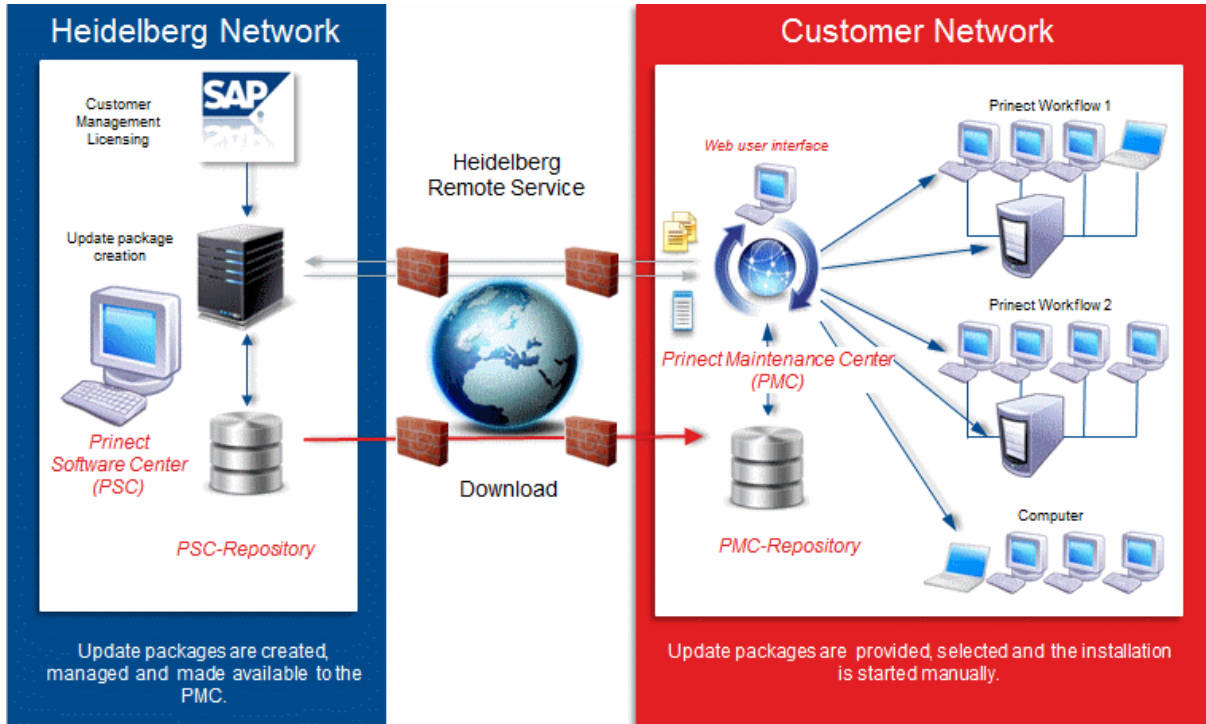 Heidelberg Network
SAP
Customer
Management
Licensing
Update package
creation
Prinect
Software Center
(PSC)
PSC-Repository
Update packages are created,
managed and made available to the
PMC.
Heidelberg
Remote Service
Download
Customer Network
Web user interface
Prinect Maintenance Center
(PMC)
PMC-Repository
Prinect Workflow 1
Prinect Workflow 2
Computer
Update packages are provided, selected and the installation
is started manually.